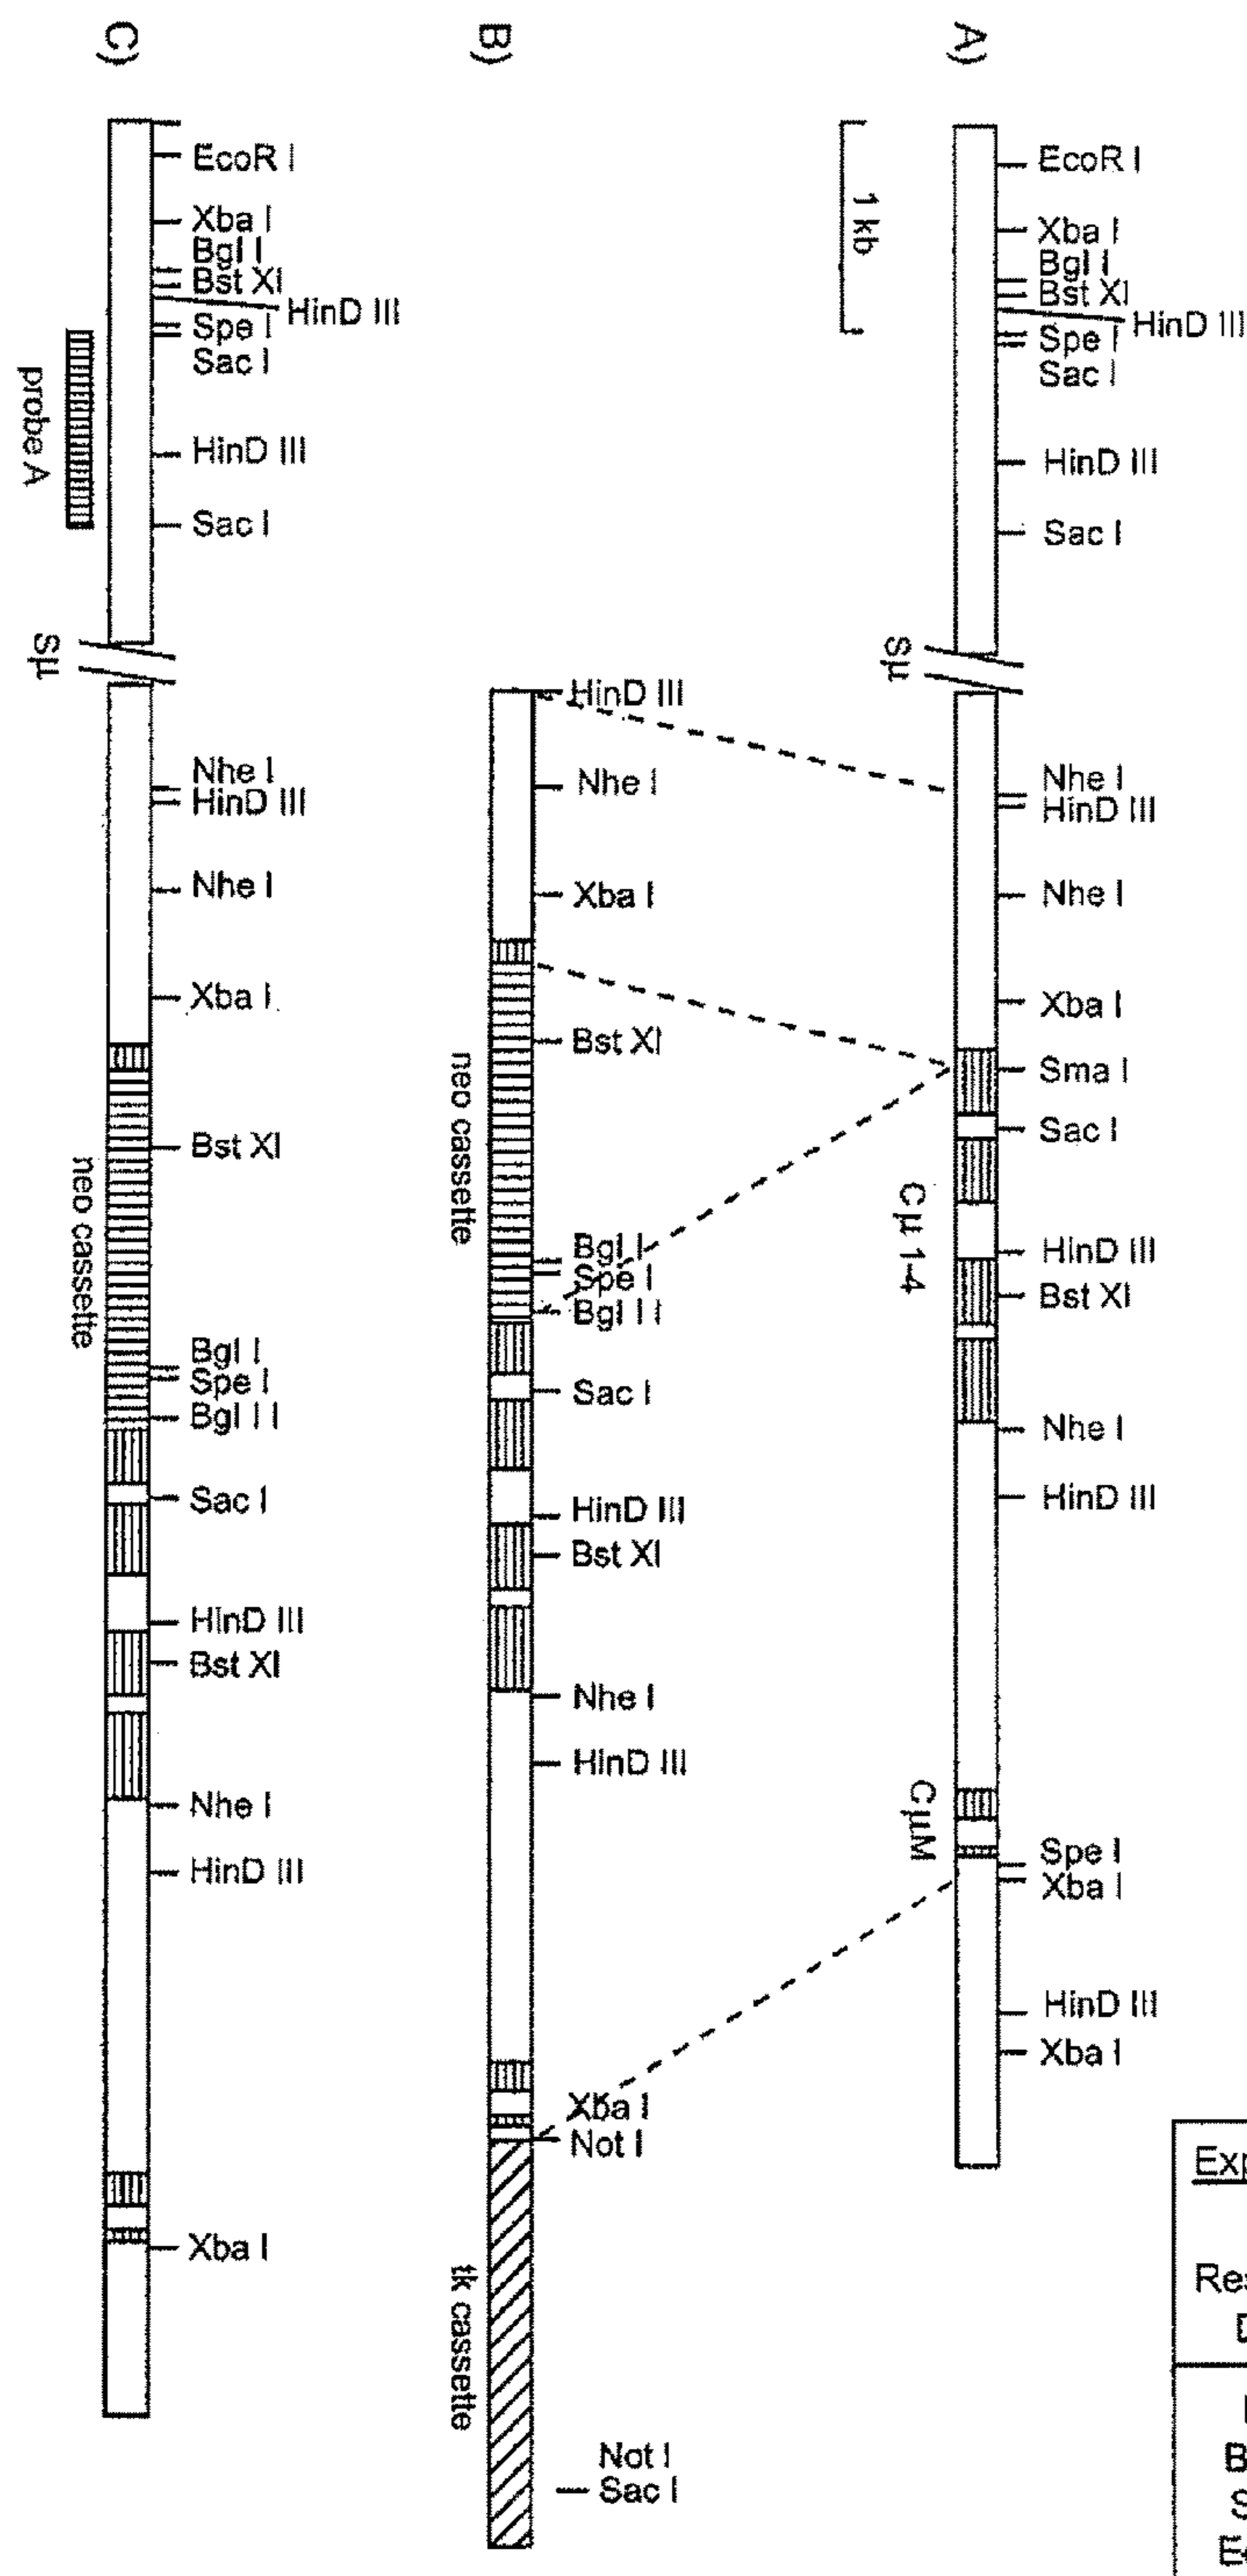 A)
EcoR I
Xba I
Bgl I
Bst XI
HinD III
Spe I
Sac I
HinD III
Sac I
1 kb
Sμ
Nhe I
HinD III
Nhe I
Xba I
Sma I
Sac I
Cμ 1-4
HinD III
Bst XI
Nhe I
HinD III
CμM
Spe I
Xba I
HinD III
Xba I
B)
HinD III
Nhe I
Xba I
Bst XI
neo cassette
Bgl I
Spe I
Bgl II
Sac I
HinD III
Bst XI
Nhe I
HinD III
Xba I
Not I
tk cassette
Not I
Sac I
C)
EcoR I
Xba I
Bgl I
Bst XI
HinD III
Spe I
Sac I
HinD III
Sac I
probe A
Sμ
Nhe I
HinD III
Nhe I
Xba I
Bst XI
neo cassette
Bgl I
Spe I
Bgl II
Sac I
HinD III
Bst XI
Nhe I
HinD III
Xba I